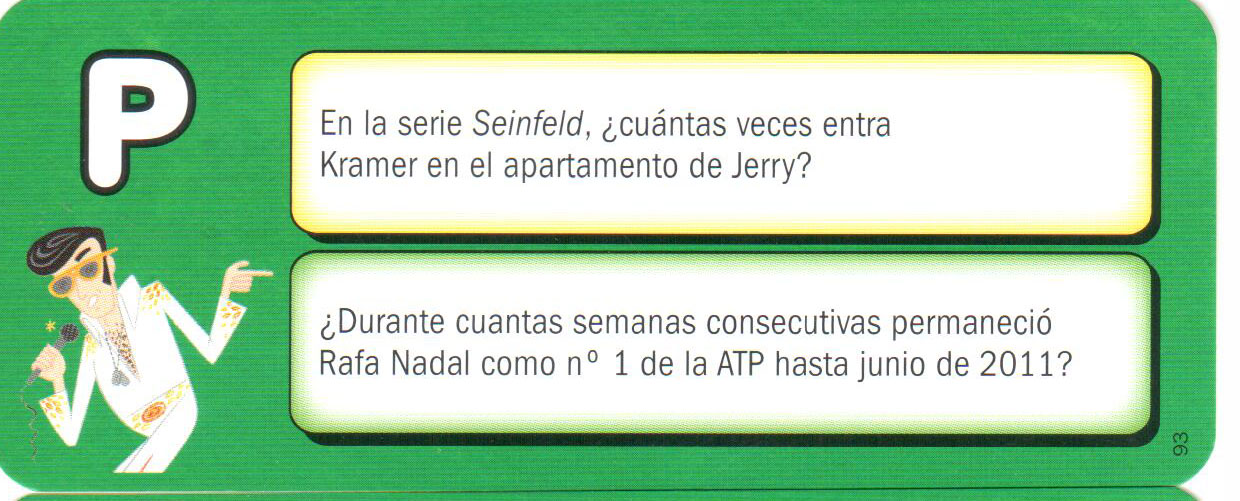 P
En la serie Seinfeld, ¿cuántas veces entra
Kramer en el apartamento de Jerry?
¿Durante cuantas semanas consecutivas permaneció
Rafa Nadal como nº 1 de la ATP hasta junio de 2011?
93